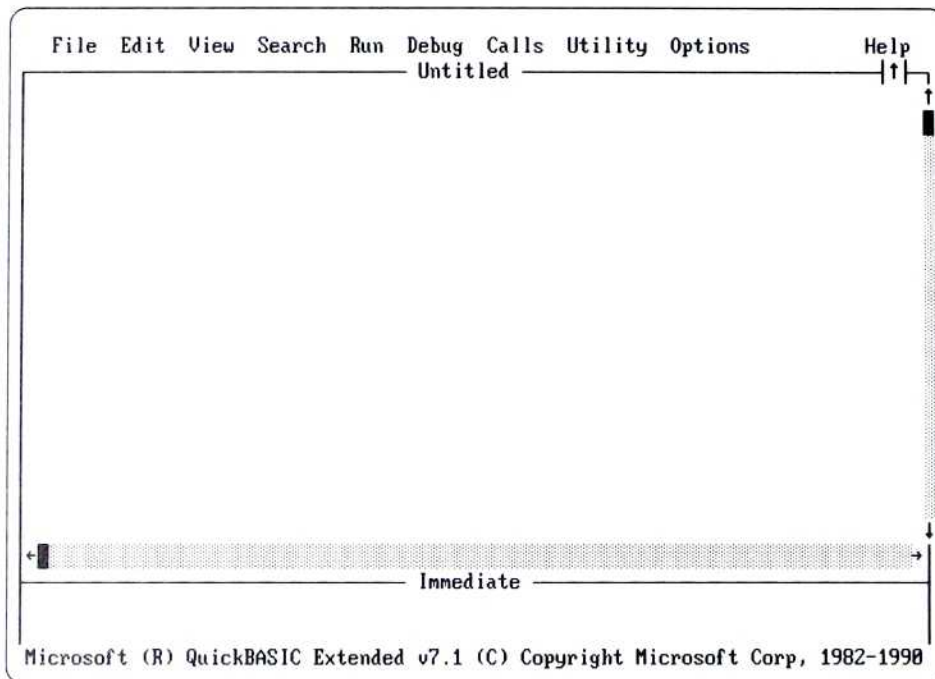 File Edit View Search Run Debug Calls Utility Options Help
Untitled
Immediate
Microsoft (R) QuickBASIC Extended v7.1 (C) Copyright Microsoft Corp, 1982-1990